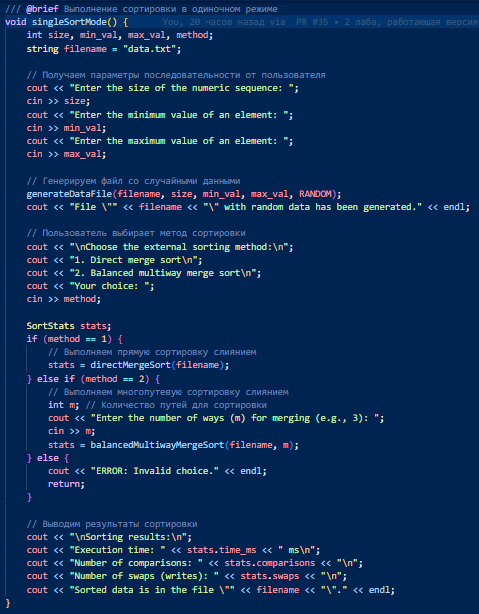 /// @brief Выполнение сортировки в одиночном режиме
void singleSortMode() {    You, 20 часов назад via PR #35 • 2 лаба, работающая версия
    int size, min_val, max_val, method;
    string filename = "data.txt";

    // Получаем параметры последовательности от пользователя
    cout << "Enter the size of the numeric sequence: ";
    cin >> size;
    cout << "Enter the minimum value of an element: ";
    cin >> min_val;
    cout << "Enter the maximum value of an element: ";
    cin >> max_val;

    // Генерируем файл со случайными данными
    generateDataFile(filename, size, min_val, max_val, RANDOM);
    cout << "File \"" << filename << "\" with random data has been generated." << endl;

    // Пользователь выбирает метод сортировки
    cout << "\nChoose the external sorting method:\n";
    cout << "1. Direct merge sort\n";
    cout << "2. Balanced multiway merge sort\n";
    cout << "Your choice: ";
    cin >> method;

    SortStats stats;
    if (method == 1) {
        // Выполняем прямую сортировку слиянием
        stats = directMergeSort(filename);
    } else if (method == 2) {
        // Выполняем многопутевую сортировку слиянием
        int m; // Количество путей для сортировки
        cout << "Enter the number of ways (m) for merging (e.g., 3): ";
        cin >> m;
        stats = balancedMultiwayMergeSort(filename, m);
    } else {
        cout << "ERROR: Invalid choice." << endl;
        return;
    }

    // Выводим результаты сортировки
    cout << "\nSorting results:\n";
    cout << "Execution time: " << stats.time_ms << " ms\n";
    cout << "Number of comparisons: " << stats.comparisons << "\n";
    cout << "Number of swaps (writes): " << stats.swaps << "\n";
    cout << "Sorted data is in the file \"" << filename << "\"." << endl;
}